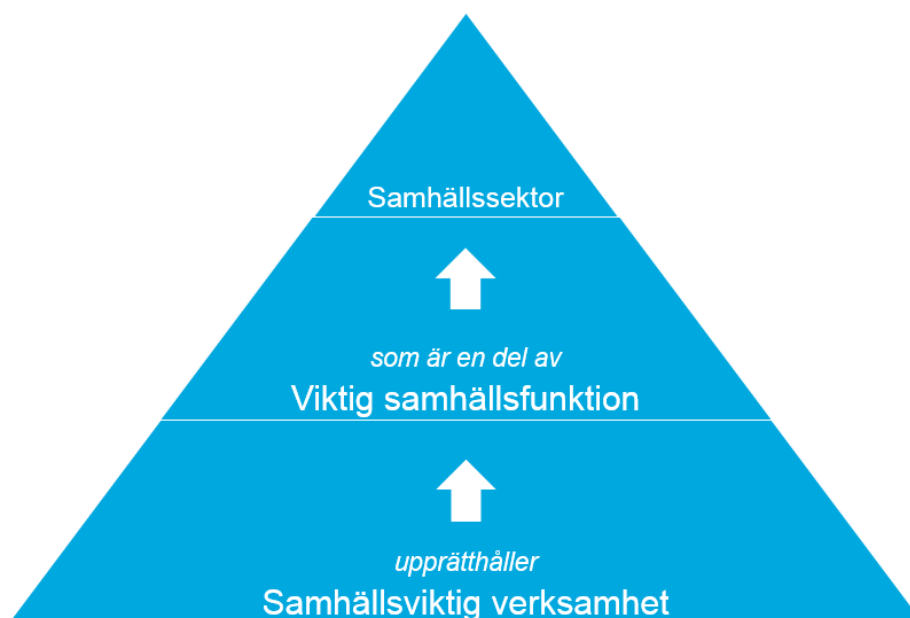 Samhällssektor
som är en del av
Viktig samhällsfunktion
upprätthåller
Samhällsviktig verksamhet